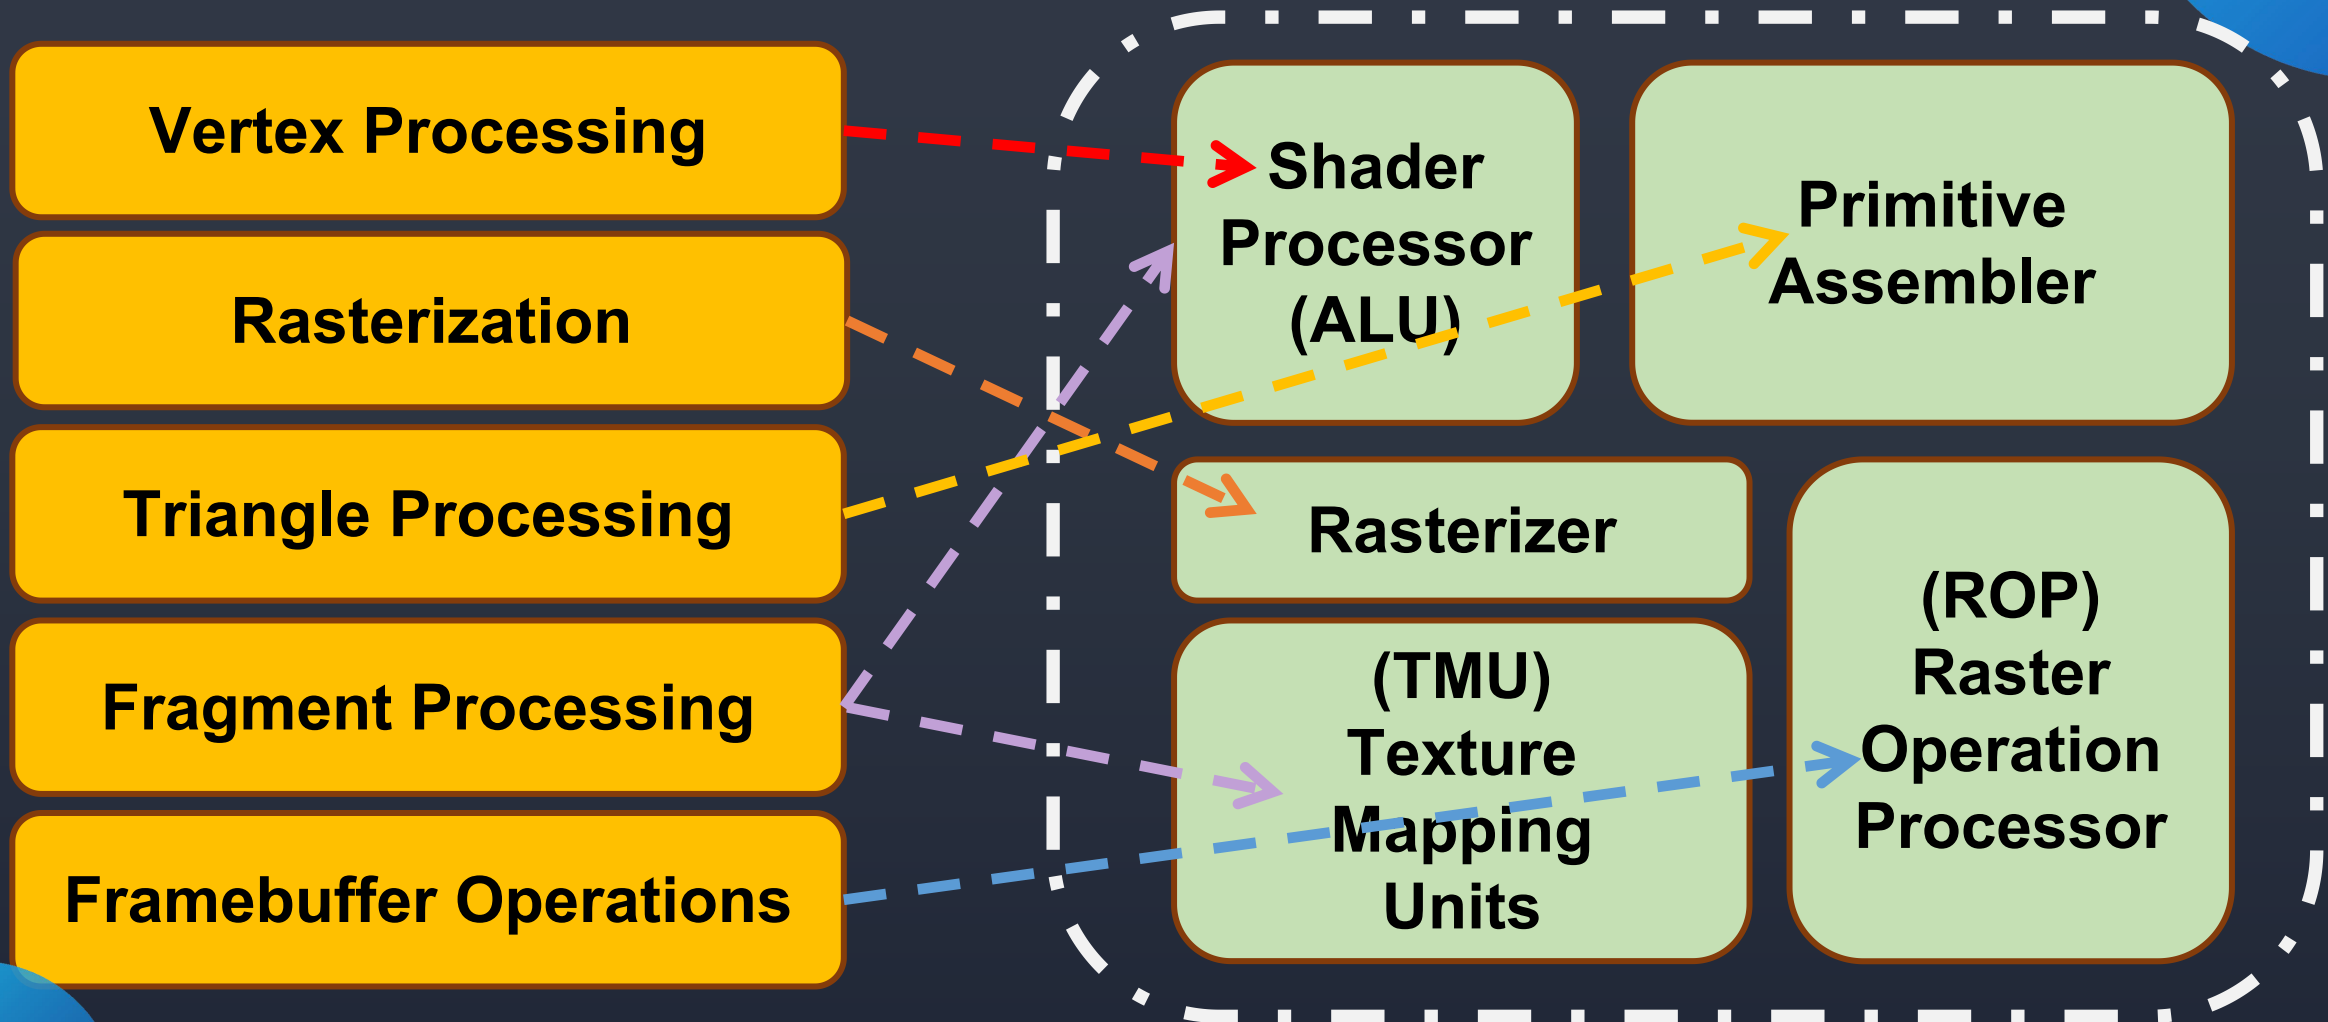 Vertex Processing
Rasterization
Triangle Processing
Fragment Processing
Framebuffer Operations
Shader
Processor
(ALU)
Primitive
Assembler
Rasterizer
(TMU)
Texture
Mapping
Units
(ROP)
Raster
Operation
Processor